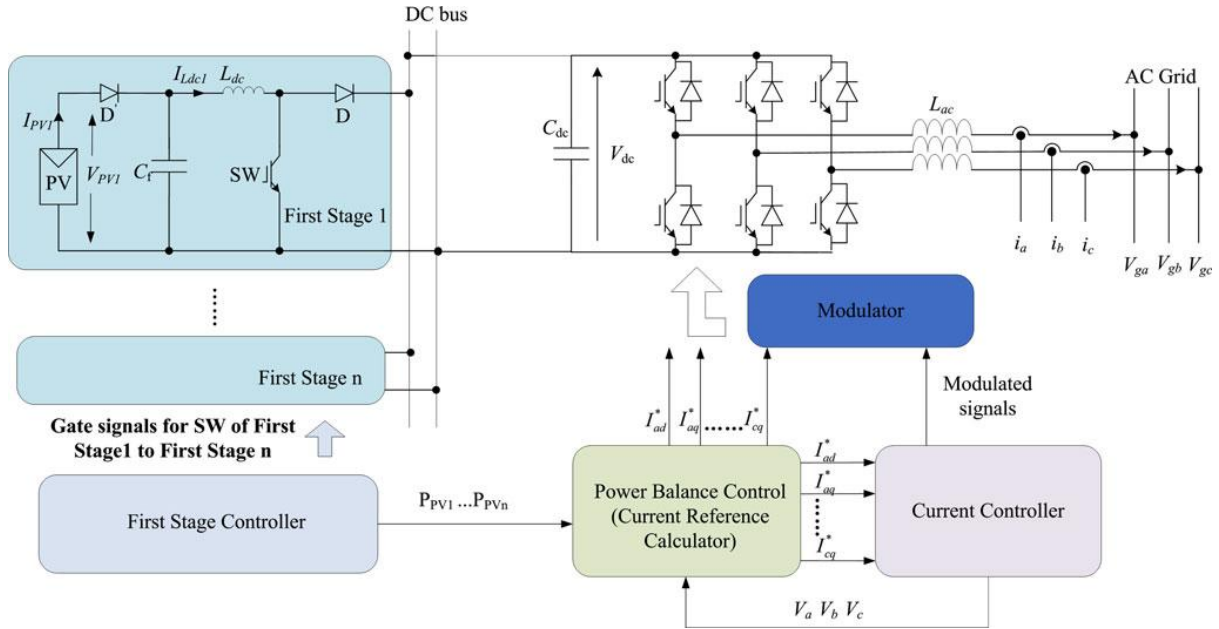 DC bus
I_Ldc1
L_dc
D'
D
I_PV1
PV
V_PV1
C_f
SW
First Stage 1
C_dc
V_dc
L_ac
AC Grid
i_a
i_b
i_c
V_ga
V_gb
V_gc
Modulator
First Stage n
Gate signals for SW of First
Stage1 to First Stage n
I*_ad
I*_aq
......
I*_cq
Modulated
signals
First Stage Controller
P_PV1 ...P_PVn
Power Balance Control
(Current Reference
Calculator)
I*_ad
I*_aq
I*_cq
Current Controller
V_a V_b V_c